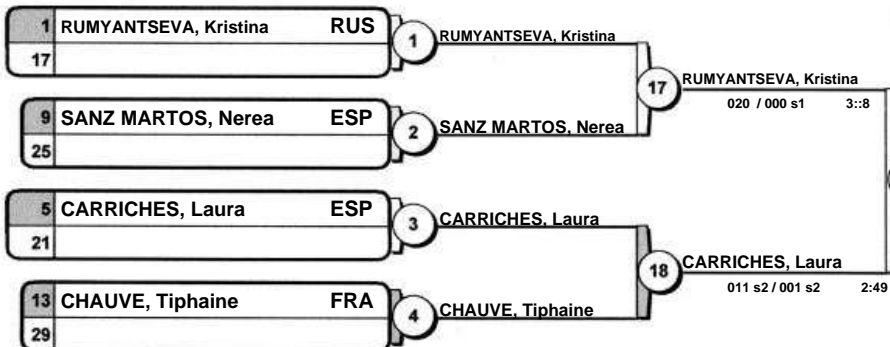 1 RUMYANTSEVA, Kristina RUS
17
1
RUMYANTSEVA, Kristina
9 SANZ MARTOS, Nerea ESP
25
2
SANZ MARTOS, Nerea
17
RUMYANTSEVA, Kristina
020 / 000 s1 3::8
5 CARRICHES, Laura ESP
21
3
CARRICHES, Laura
13 CHAUVE, Tiphaine FRA
29
4
CHAUVE, Tiphaine
18
CARRICHES, Laura
011 s2 / 001 s2 2:49